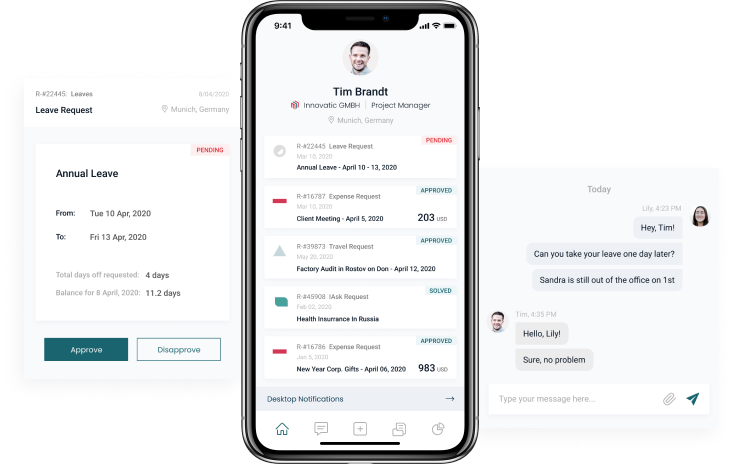 R-#22445: Leaves
6/04/2020
Leave Request
Munich, Germany
PENDING
Annual Leave
From: Tue 10 Apr, 2020
To: Fri 13 Apr, 2020
Total days off requested: 4 days
Balance for 8 April, 2020: 11.2 days
Approve
Disapprove
9:41
Tim Brandt
Innovatic GMBH | Project Manager
Munich, Germany
PENDING
R-#22445 Leave Request
Mar 10, 2020
Annual Leave - April 10 - 13, 2020
APPROVED
R-#16787 Expense Request
Mar 10, 2020
Client Meeting - April 5, 2020
203 USD
APPROVED
R-#39873 Travel Request
May 20, 2020
Factory Audit in Rostov on Don - April 12, 2020
SOLVED
R-#45908 IAsk Request
Feb 02, 2020
Health Insurrance In Russia
APPROVED
R-#16786 Expense Request
Jan 5, 2020
New Year Corp. Gifts - April 06, 2020
983 USD
Desktop Notifications
Today
Lily, 4:23 PM
Hey, Tim!
Can you take your leave one day later?
Sandra is still out of the office on 1st
Tim, 4:35 PM
Hello, Lily!
Sure, no problem
Type your message here...